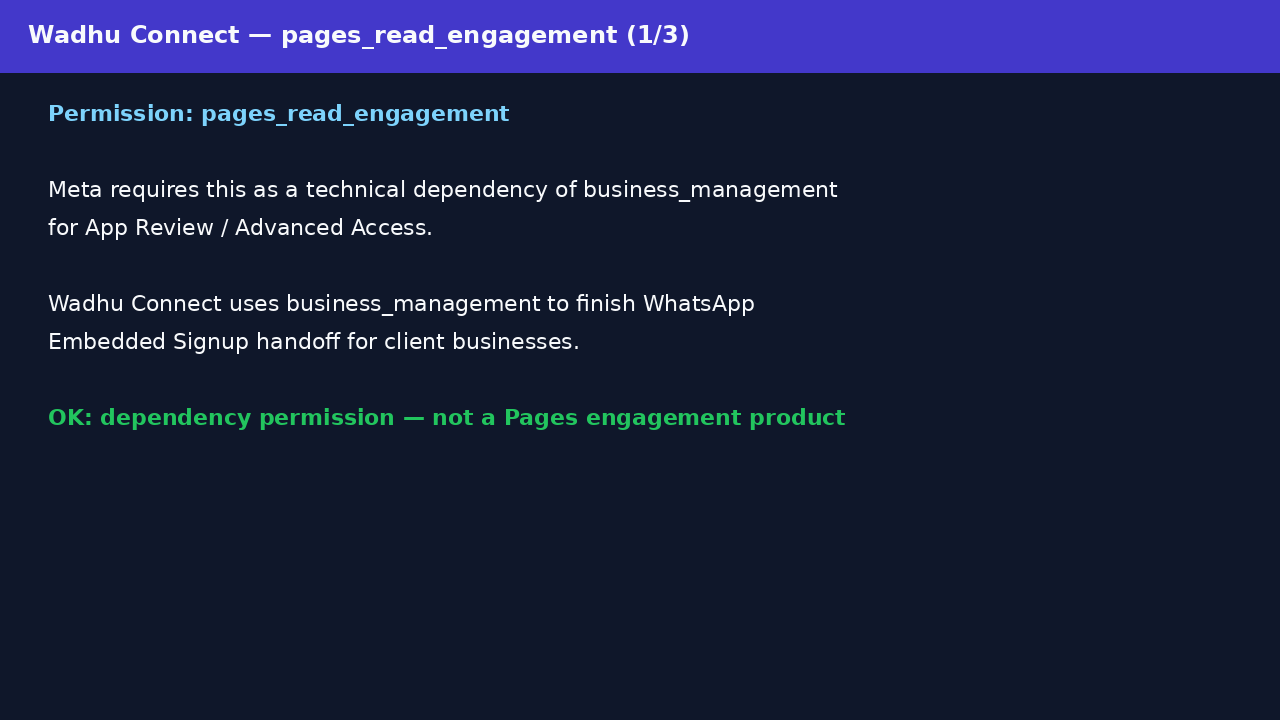 Wadhu Connect — pages_read_engagement (1/3)
Permission: pages_read_engagement
Meta requires this as a technical dependency of business_management
for App Review / Advanced Access.
Wadhu Connect uses business_management to finish WhatsApp
Embedded Signup handoff for client businesses.
OK: dependency permission — not a Pages engagement product